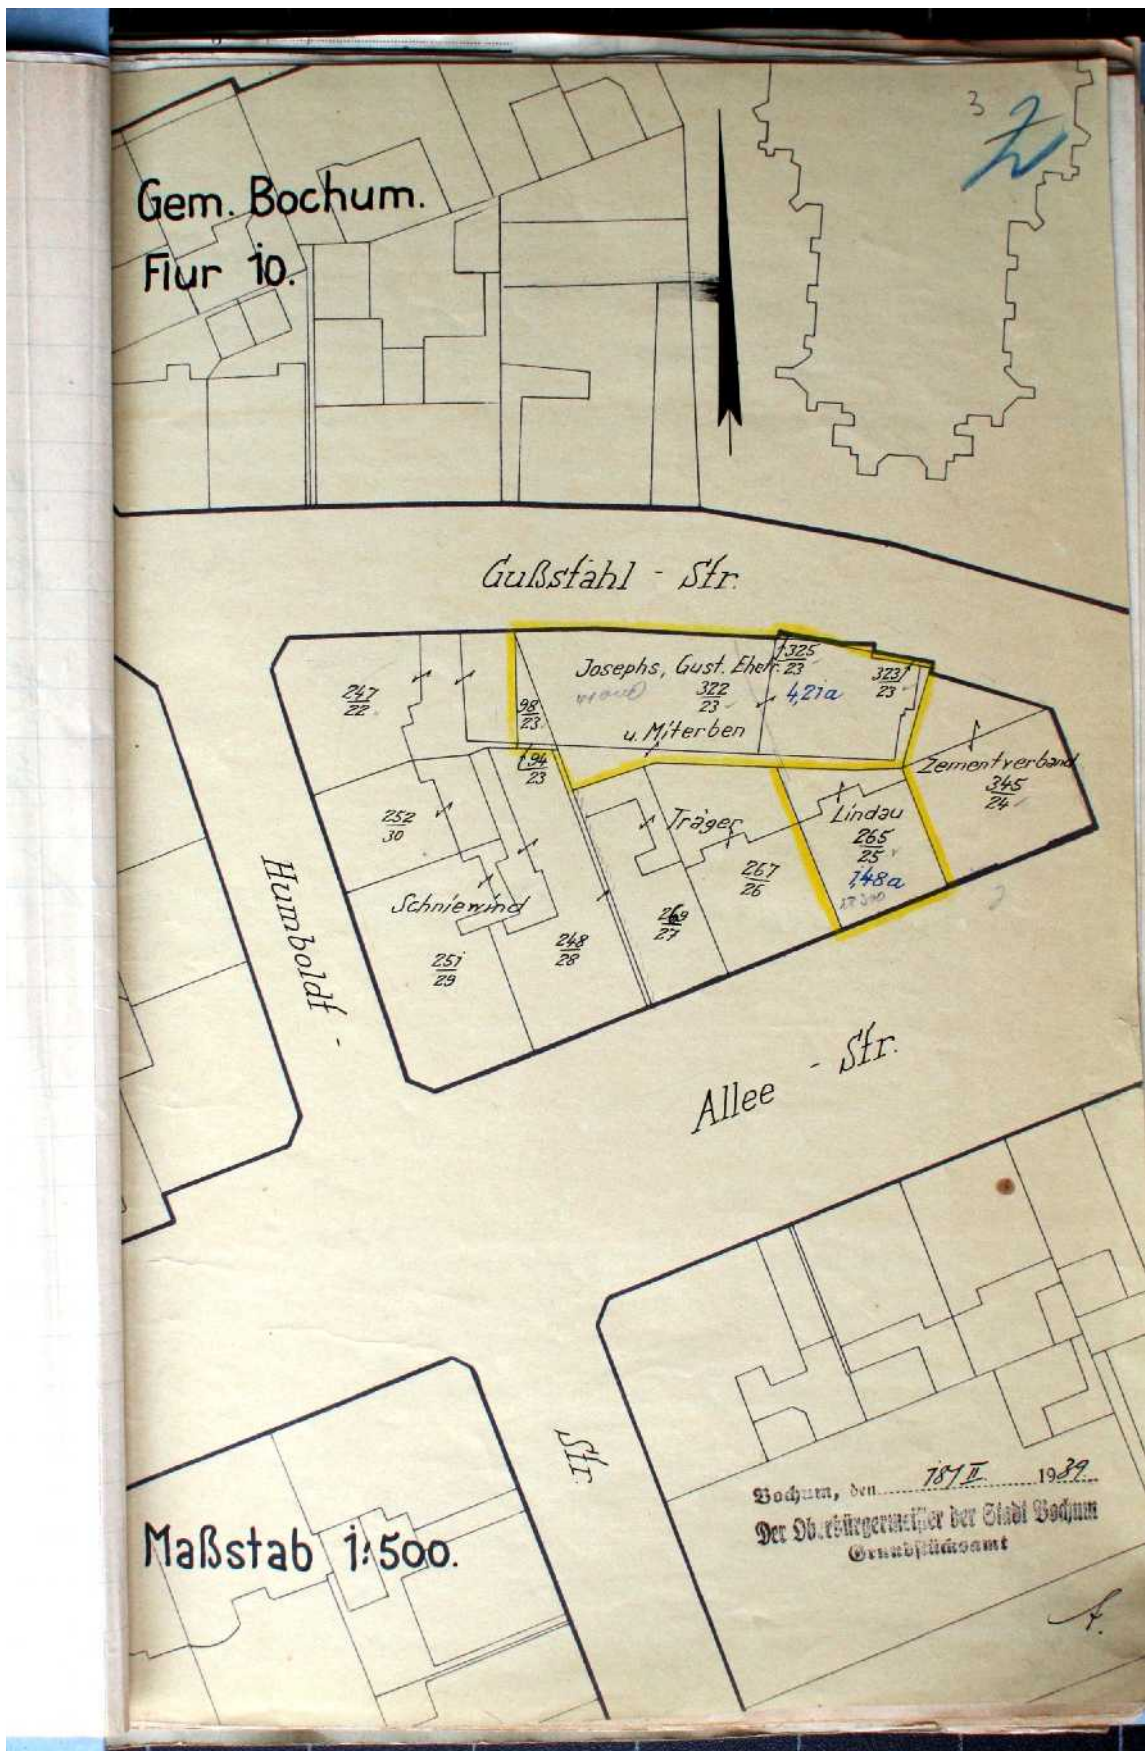 3
Gem. Bochum.
Flur 10.
Gußstahl - Str.
Josephs, Gust. Ehefr.
u. Miterben
247
22
98
23
322
23
325
23
4,21a
323
23
94
23
Zementverband
345
24
252
30
Träger
Lindau
265
25
1,48a
267
26
269
27
Schniewind
251
29
248
28
Humboldt -
Allee - Str.
Str.
Bochum, den 18/II. 1939.
Der Oberbürgermeister der Stadt Bochum
Grundstücksamt
Maßstab 1:500.